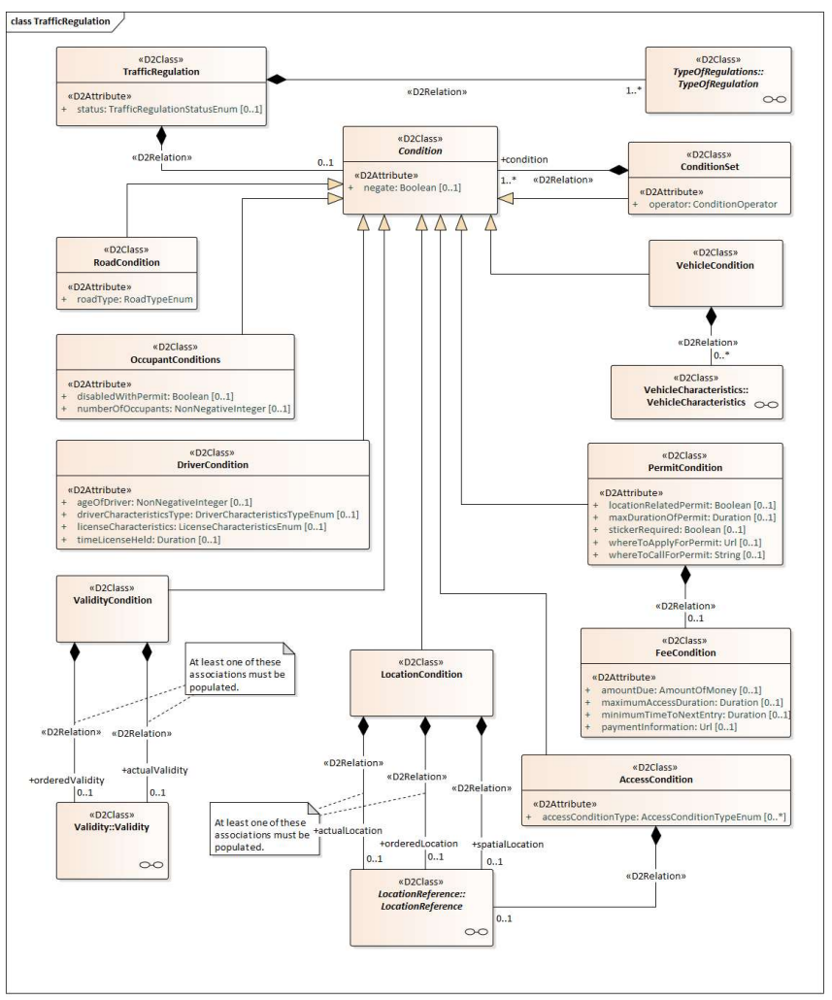 class TrafficRegulation
«D2Class»
TrafficRegulation
«D2Attribute»
+ status: TrafficRegulationStatusEnum [0..1]
«D2Relation»
1..*
«D2Class»
TypeOfRegulations::
TypeOfRegulation
«D2Relation»
0..1
«D2Class»
Condition
«D2Attribute»
+ negate: Boolean [0..1]
+condition
1..*
«D2Relation»
«D2Class»
ConditionSet
«D2Attribute»
+ operator: ConditionOperator
«D2Class»
RoadCondition
«D2Attribute»
+ roadType: RoadTypeEnum
«D2Class»
VehicleCondition
«D2Relation»
0..*
«D2Class»
VehicleCharacteristics::
VehicleCharacteristics
«D2Class»
OccupantConditions
«D2Attribute»
+ disabledWithPermit: Boolean [0..1]
+ numberOfOccupants: NonNegativeInteger [0..1]
«D2Class»
DriverCondition
«D2Attribute»
+ ageOfDriver: NonNegativeInteger [0..1]
+ driverCharacteristicsType: DriverCharacteristicsTypeEnum [0..1]
+ licenseCharacteristics: LicenseCharacteristicsEnum [0..1]
+ timeLicenseHeld: Duration [0..1]
«D2Class»
PermitCondition
«D2Attribute»
+ locationRelatedPermit: Boolean [0..1]
+ maxDurationOfPermit: Duration [0..1]
+ stickerRequired: Boolean [0..1]
+ whereToApplyForPermit: Url [0..1]
+ whereToCallForPermit: String [0..1]
«D2Relation»
0..1
«D2Class»
FeeCondition
«D2Attribute»
+ amountDue: AmountOfMoney [0..1]
+ maximumAccessDuration: Duration [0..1]
+ minimumTimeToNextEntry: Duration [0..1]
+ paymentInformation: Url [0..1]
«D2Class»
ValidityCondition
At least one of these
associations must be
populated.
«D2Relation»
«D2Relation»
+actualValidity
+orderedValidity
0..1
0..1
«D2Class»
Validity::Validity
«D2Class»
LocationCondition
«D2Relation»
«D2Relation»
«D2Relation»
At least one of these
associations must be
populated.
+actualLocation
+orderedLocation
+spatialLocation
0..1
0..1
0..1
«D2Class»
LocationReference::
LocationReference
«D2Class»
AccessCondition
«D2Attribute»
+ accessConditionType: AccessConditionTypeEnum [0..*]
«D2Relation»
0..1